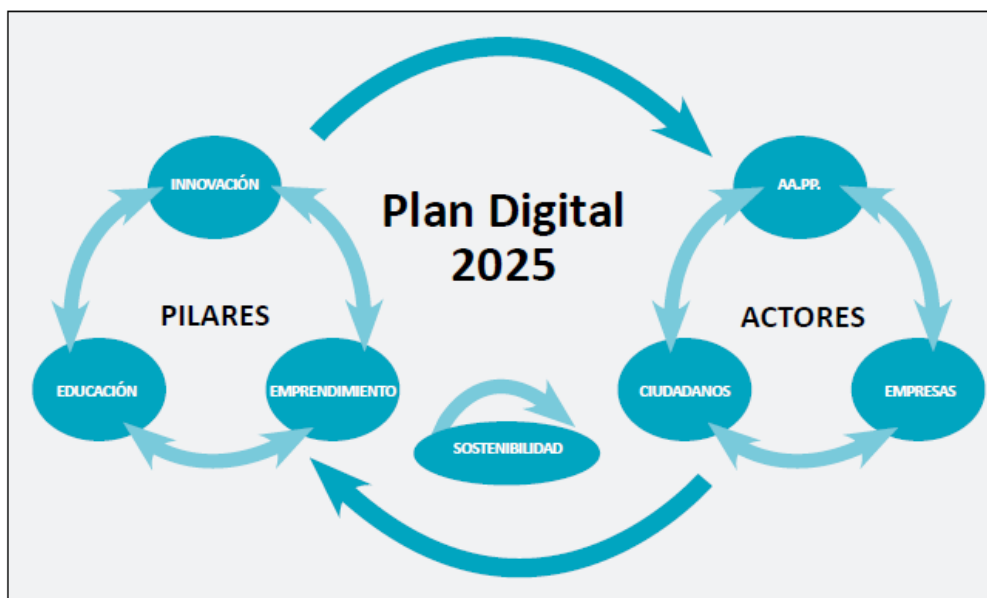 INNOVACIÓN
PILARES
EDUCACIÓN
EMPRENDIMIENTO
Plan Digital
2025
SOSTENIBILIDAD
AA.PP.
ACTORES
CIUDADANOS
EMPRESAS